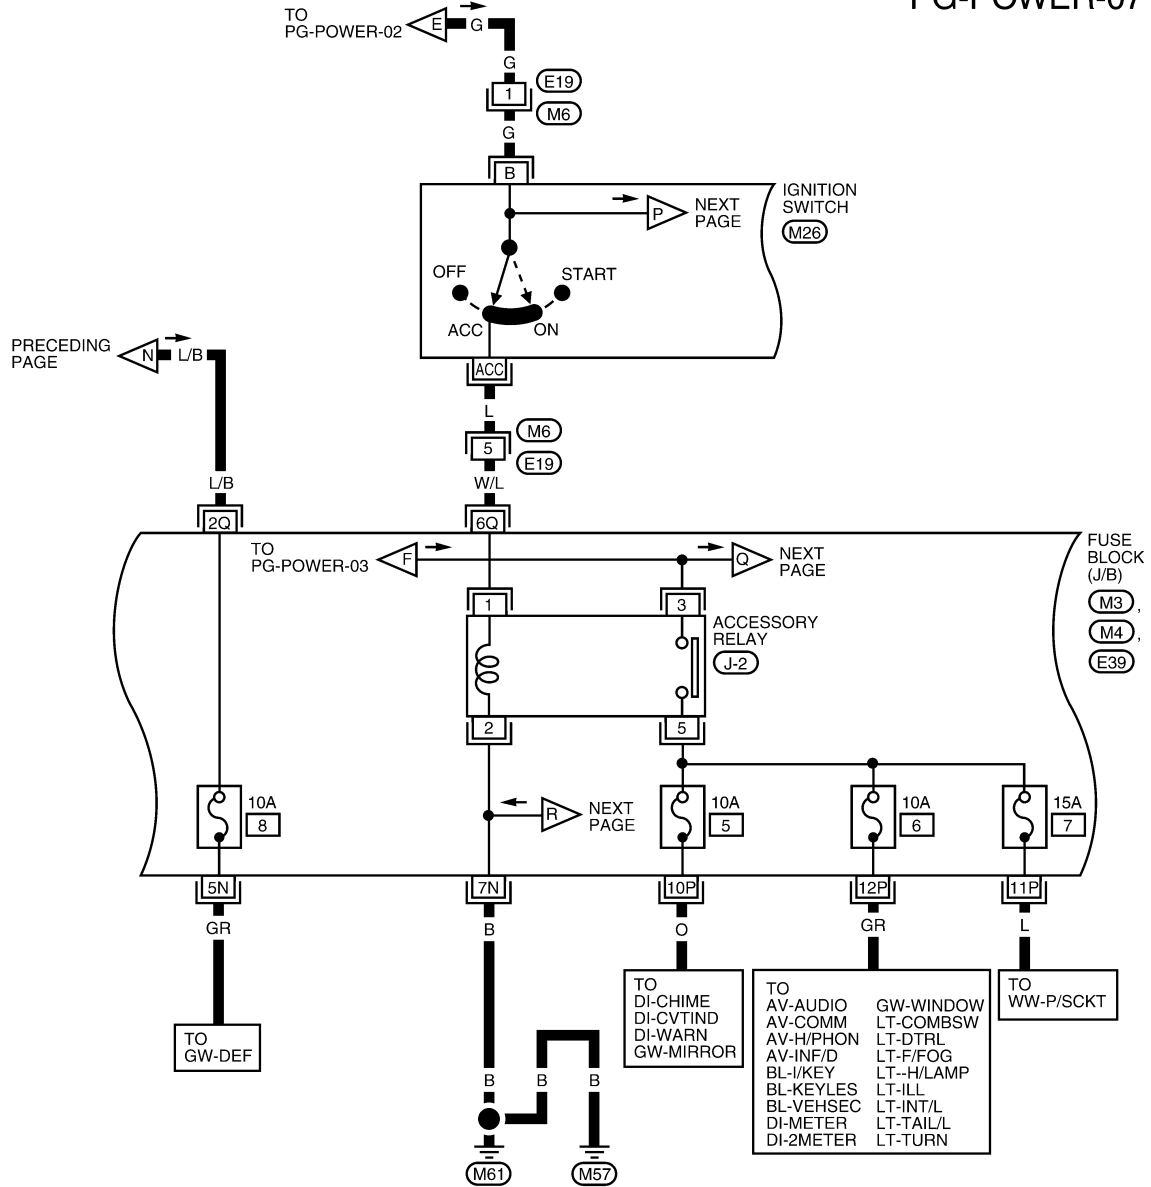 PG-POWER-07
TO
PG-POWER-02
E
G
G
1
E19
M6
G
B
IGNITION
SWITCH
M26
P
NEXT
PAGE
OFF
START
ACC
ON
PRECEDING
PAGE
N
L/B
ACC
L
M6
5
E19
L/B
W/L
2Q
6Q
TO
PG-POWER-03
F
Q
NEXT
PAGE
FUSE
BLOCK
(J/B)
M3 ,
M4 ,
E39
1
3
ACCESSORY
RELAY
J-2
2
5
10A
8
R
NEXT
PAGE
10A
5
10A
6
15A
7
5N
7N
10P
12P
11P
GR
B
O
GR
L
TO
GW-DEF
TO
DI-CHIME
DI-CVTIND
DI-WARN
GW-MIRROR
TO
AV-AUDIO
AV-COMM
AV-H/PHON
AV-INF/D
BL-I/KEY
BL-KEYLES
BL-VEHSEC
DI-METER
DI-2METER
GW-WINDOW
LT-COMBSW
LT-DTRL
LT-F/FOG
LT--H/LAMP
LT-ILL
LT-INT/L
LT-TAIL/L
LT-TURN
TO
WW-P/SCKT
B
B
B
M61
M57